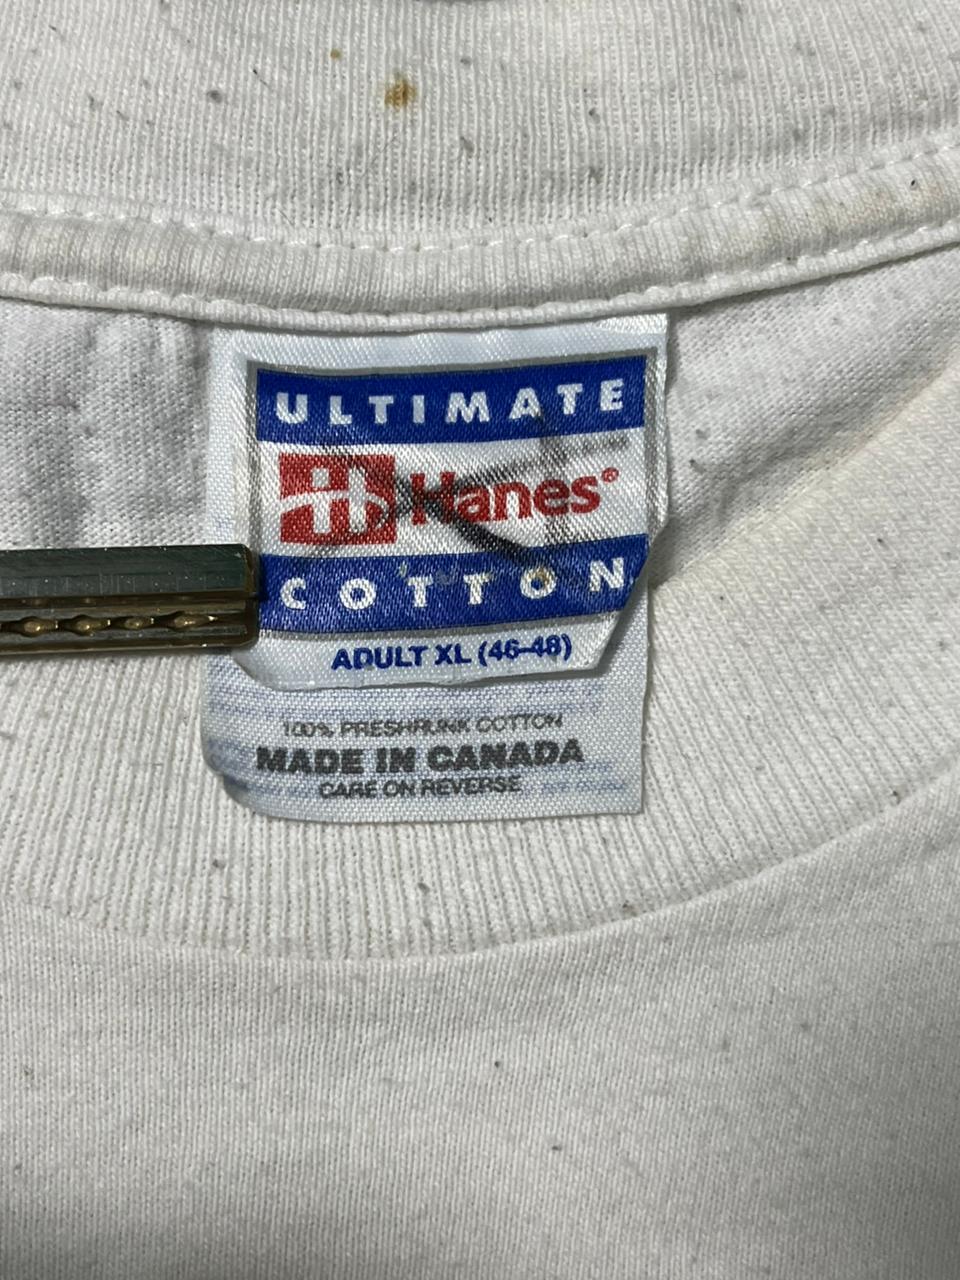 ULTIMATE
Hanes®
COTTON
ADULT XL (46-48)
100% PRESHRUNK COTTON
MADE IN CANADA
CARE ON REVERSE